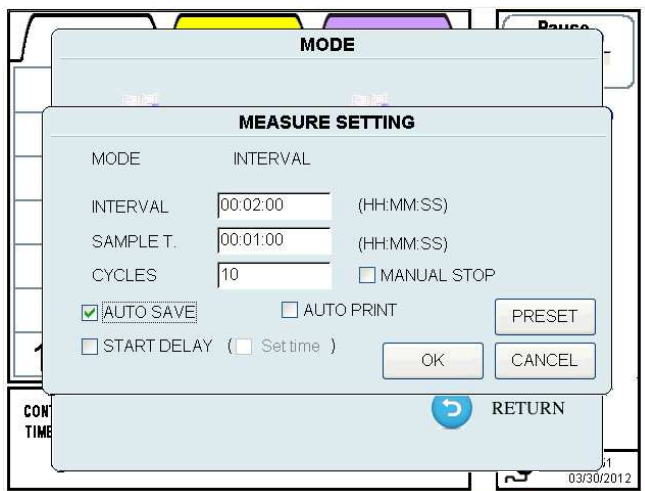 Pause
MODE
MEASURE SETTING
MODE INTERVAL
INTERVAL 00:02:00 (HH:MM:SS)
SAMPLE T. 00:01:00 (HH:MM:SS)
CYCLES 10 MANUAL STOP
AUTO SAVE AUTO PRINT PRESET
START DELAY ( Set time ) OK CANCEL
RETURN
CON
TIME
03/30/2012